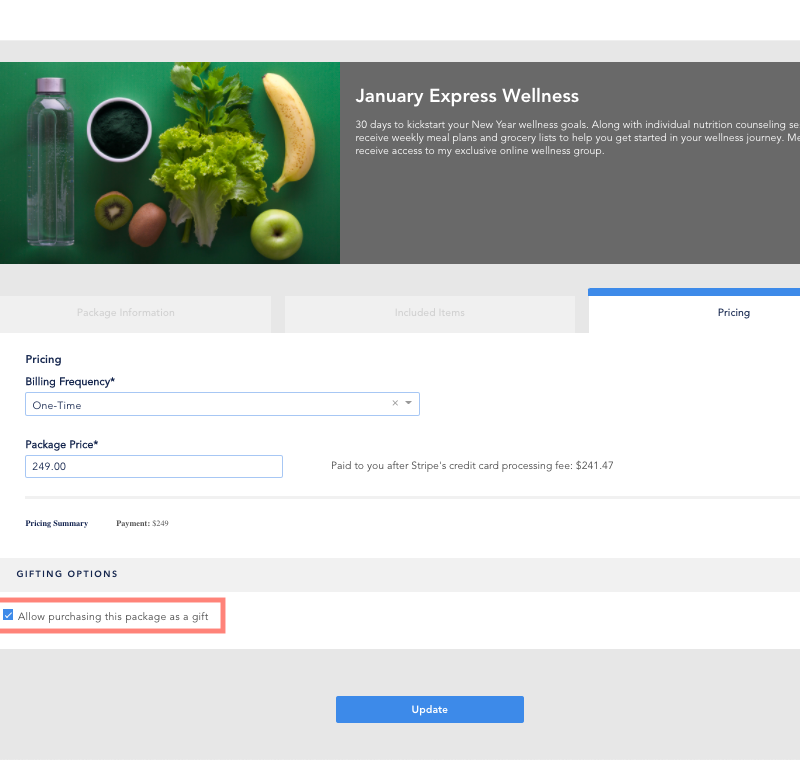 January Express Wellness
30 days to kickstart your New Year wellness goals. Along with individual nutrition counseling
receive weekly meal plans and grocery lists to help you get started in your wellness journey.
receive access to my exclusive online wellness group.
Package Information
Included Items
Pricing
Pricing
Billing Frequency*
One-Time
Package Price*
249.00
Paid to you after Stripe's credit card processing fee: $241.47
Pricing Summary
Payment: $249
GIFTING OPTIONS
Allow purchasing this package as a gift
Update